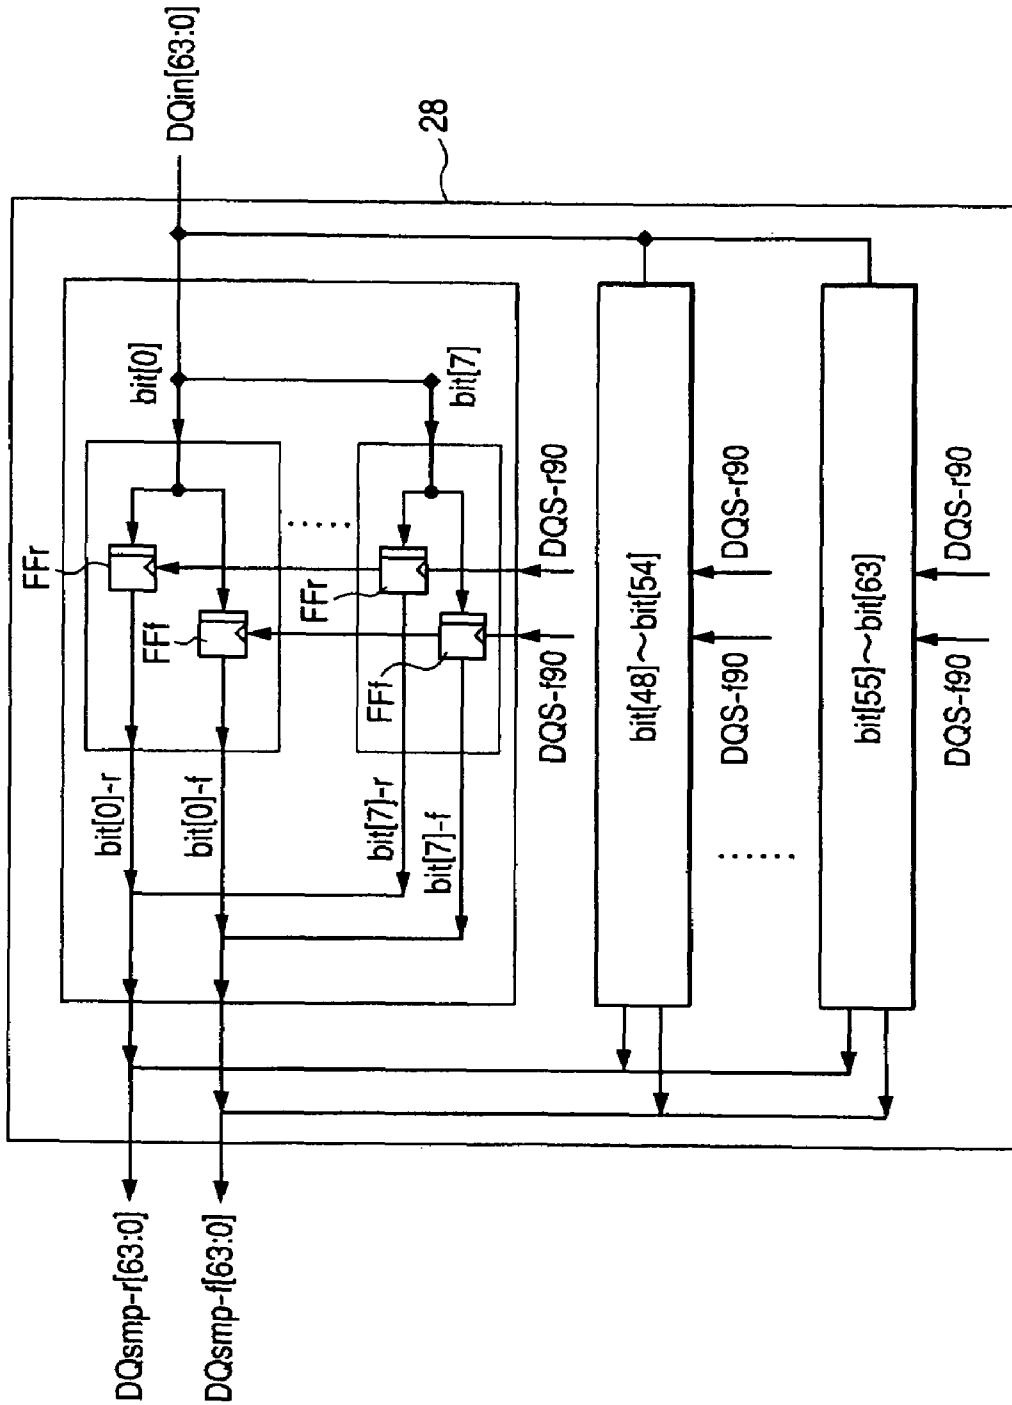 DQin[63:0]
28
bit[0]
bit[7]
FFr
FFf
FFr
FFf
bit[0]-r
bit[0]-f
bit[7]-r
bit[7]-f
........
DQS-r90
DQS-f90
bit[48]~bit[54]
DQS-r90
DQS-f90
........
bit[55]~bit[63]
DQS-r90
DQS-f90
DQsmp-r[63:0]
DQsmp-f[63:0]